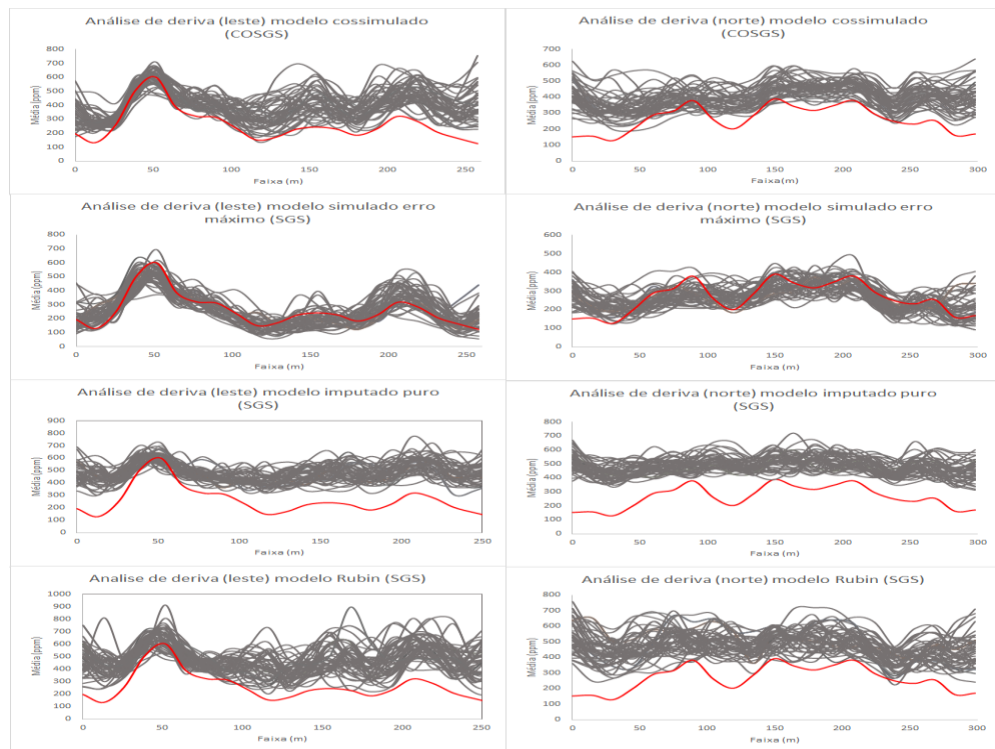 Análise de deriva (leste) modelo cossimulado
(COSGS)
Média (ppm)
800
700
600
500
400
300
200
100
0
0 50 100 150 200 250
Faixa (m)
Análise de deriva (norte) modelo cossimulado
(COSGS)
Média (ppm)
700
600
500
400
300
200
100
0
0 50 100 150 200 250 300
Faixa(m)
Análise de deriva (leste) modelo simulado erro
máximo (SGS)
Média (ppm)
800
700
600
500
400
300
200
100
0
0 50 100 150 200 250
Faixa (m)
Análise de deriva (norte) modelo simulado erro
máximo (SGS)
Média (ppm)
600
500
400
300
200
100
0
0 50 100 150 200 250 300
Faixa (m)
Análise de deriva (leste) modelo imputado puro
(SGS)
Média (ppm)
900
800
700
600
500
400
300
200
100
0
0 50 100 150 200 250
Faixa (m)
Análise de deriva (norte) modelo imputado puro
(SGS)
Média (ppm)
800
700
600
500
400
300
200
100
0
0 50 100 150 200 250 300
Faixa (m)
Analise de deriva (leste) modelo Rubin (SGS)
Média (ppm)
1000
900
800
700
600
500
400
300
200
100
0
0 50 100 150 200 250
Faixa (m)
Análise de deriva (norte) modelo Rubin (SGS)
Média (ppm)
800
700
600
500
400
300
200
100
0
0 50 100 150 200 250 300
Faixa (m)